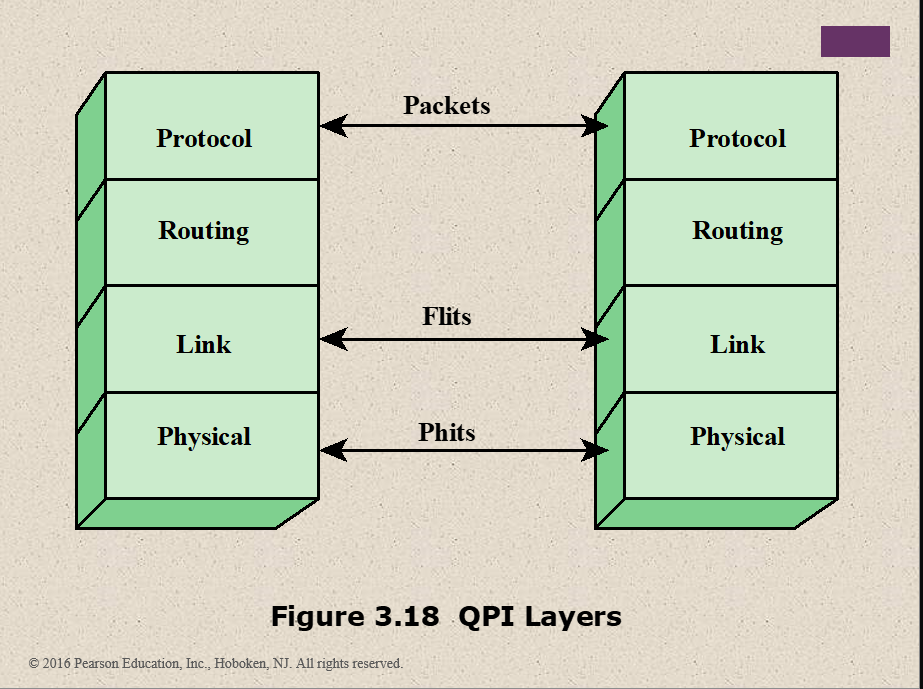 Packets
Protocol Protocol
Routing Routing
Flits
Link Link
Phits
Physical Physical
Figure 3.18 QPI Layers
© 2016 Pearson Education, Inc., Hoboken, NJ. All rights reserved.